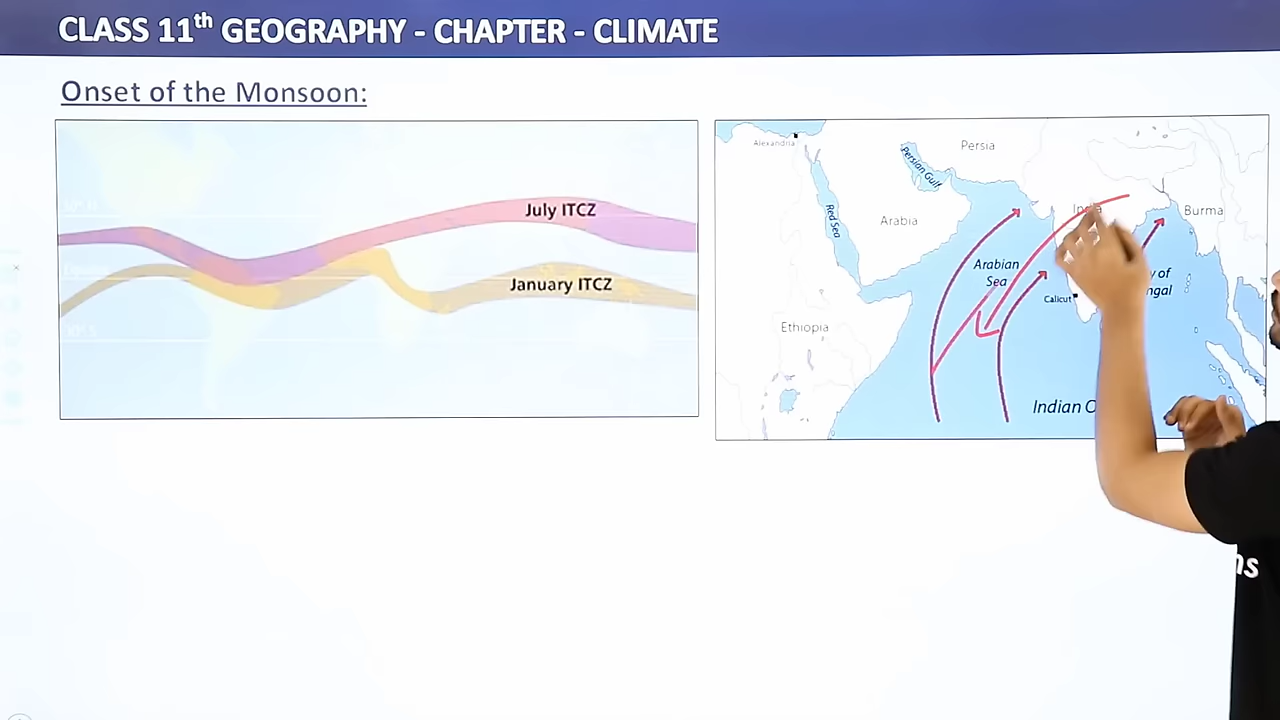 CLASS 11th GEOGRAPHY - CHAPTER - CLIMATE
Onset of the Monsoon:
July ITCZ
January ITCZ
Alexandria
Persia
Persian Gulf
Red Sea
Arabia
India
Burma
Arabian
Sea
Calicut
Ethiopia
Indian